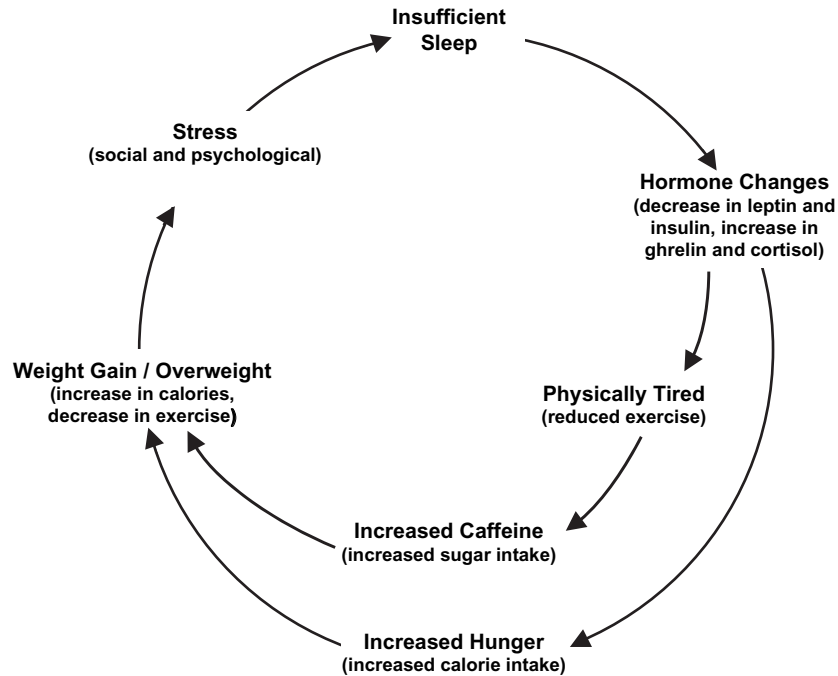 Insufficient
Sleep
Stress
(social and psychological)
Hormone Changes
(decrease in leptin and
insulin, increase in
ghrelin and cortisol)
Weight Gain / Overweight
(increase in calories,
decrease in exercise)
Physically Tired
(reduced exercise)
Increased Caffeine
(increased sugar intake)
Increased Hunger
(increased calorie intake)